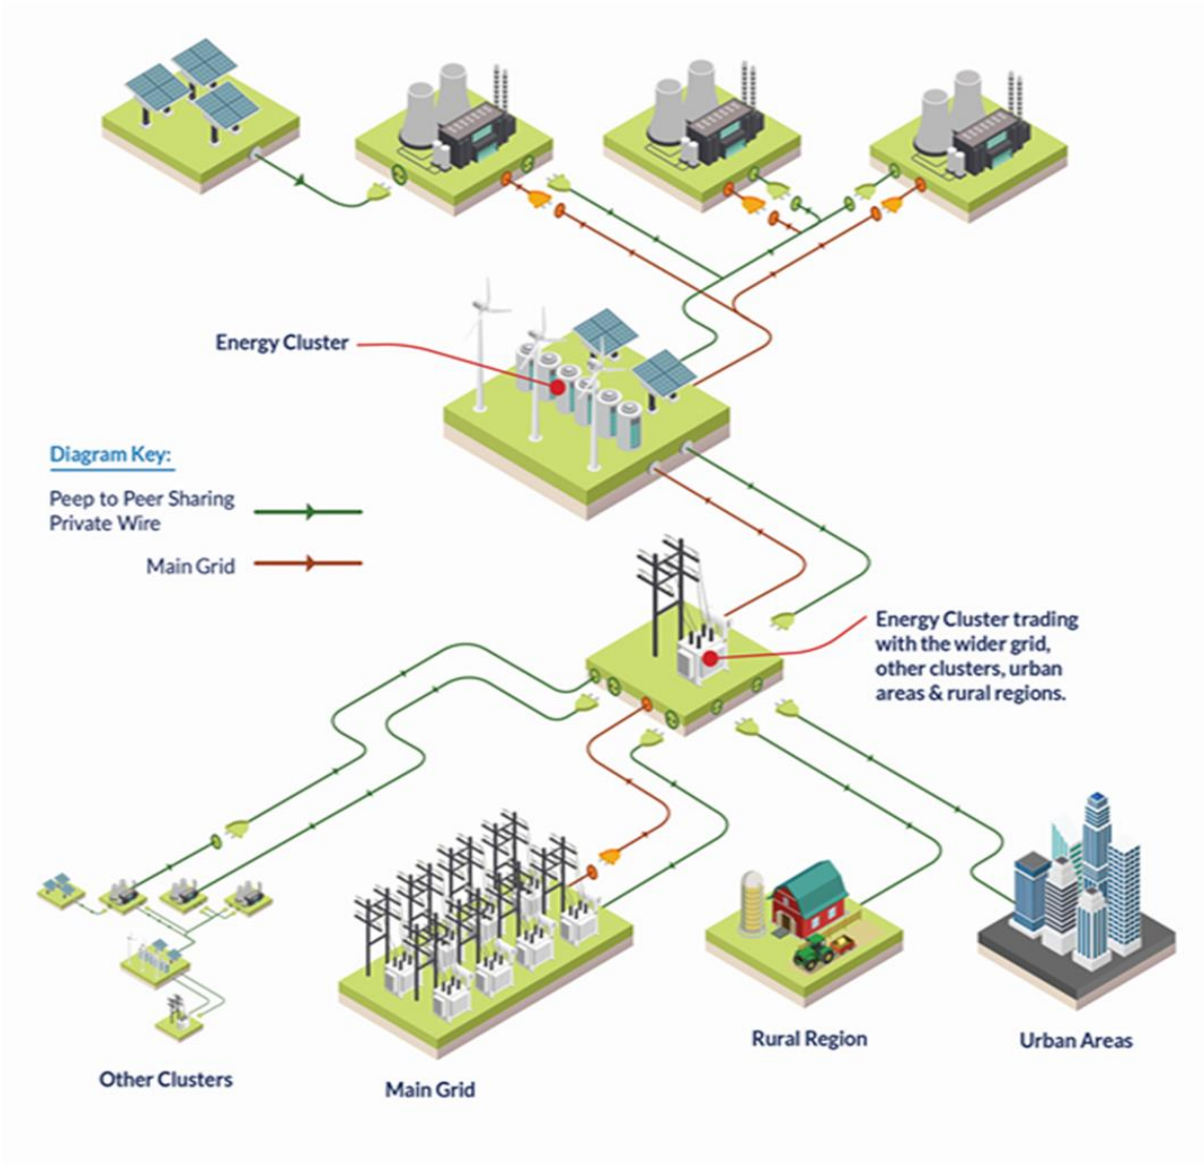 Energy Cluster
Diagram Key:
Peep to Peer Sharing
Private Wire
Main Grid
Energy Cluster trading
with the wider grid,
other clusters, urban
areas & rural regions.
Rural Region
Urban Areas
Other Clusters
Main Grid